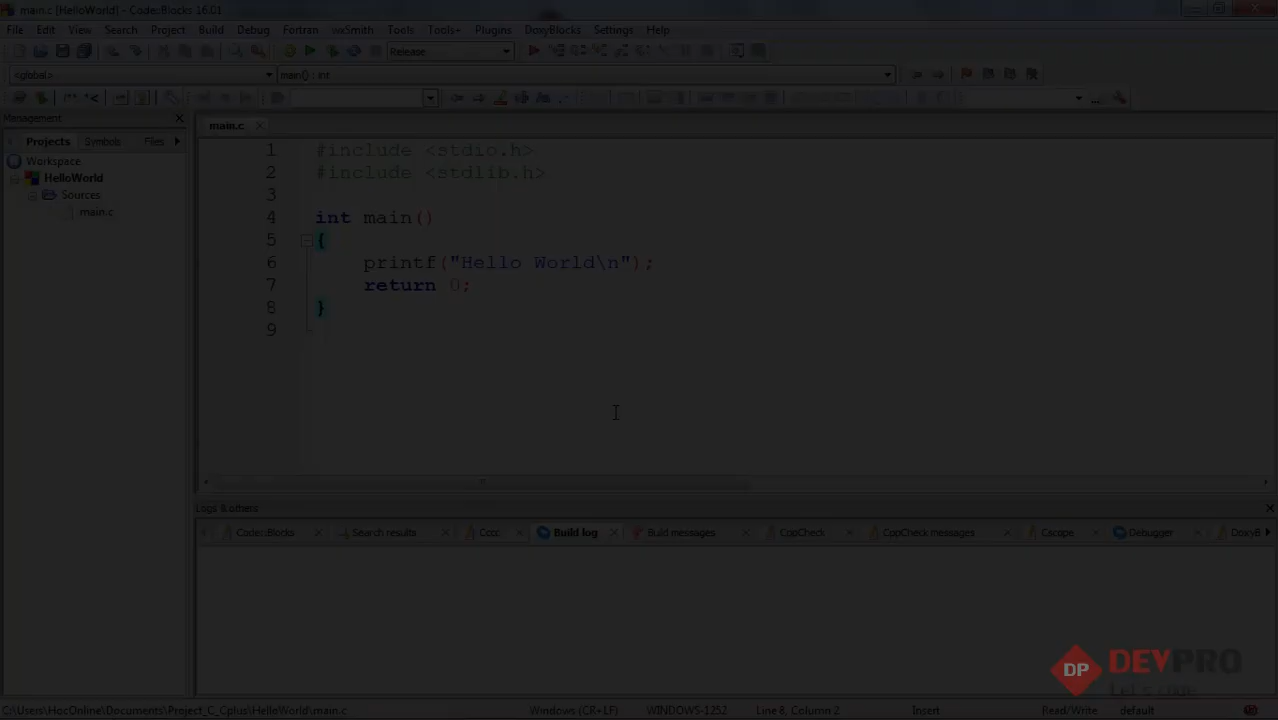 main.c [HelloWorld] - Code::Blocks 16.01
File Edit View Search Project Build Debug Fortran wxSmith Tools Tools+ Plugins DoxyBlocks Settings Help
Release
<global> main() : int
Management
main.c
Projects Symbols Files
Workspace
HelloWorld
Sources
main.c
1 #include <stdio.h>
2 #include <stdlib.h>
3
4 int main()
5 {
6 printf("Hello World\n");
7 return 0;
8 }
9
Logs & others
Code::Blocks Search results Cccc Build log Build messages CppCheck CppCheck messages Cscope Debugger DoxyB
DP DEVPRO
Let's code
C:\Users\HocOnline\Documents\Project_C_Cplus\HelloWorld\main.c Windows (CR+LF) WINDOWS-1252 Line 8, Column 2 Insert Read/Write default